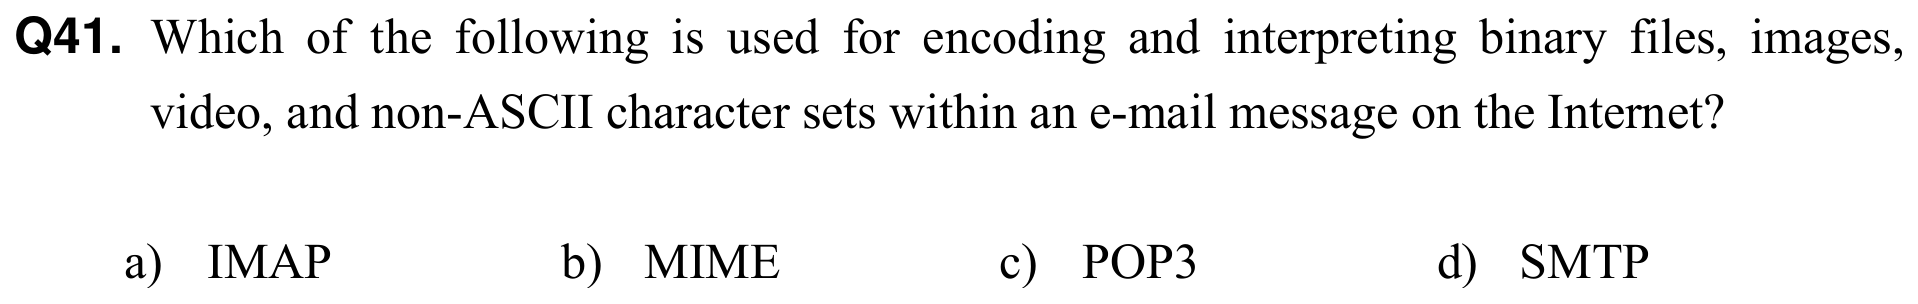 Q41. Which of the following is used for encoding and interpreting binary files, images,
video, and non-ASCII character sets within an e-mail message on the Internet?
a) IMAP b) MIME c) POP3 d) SMTP